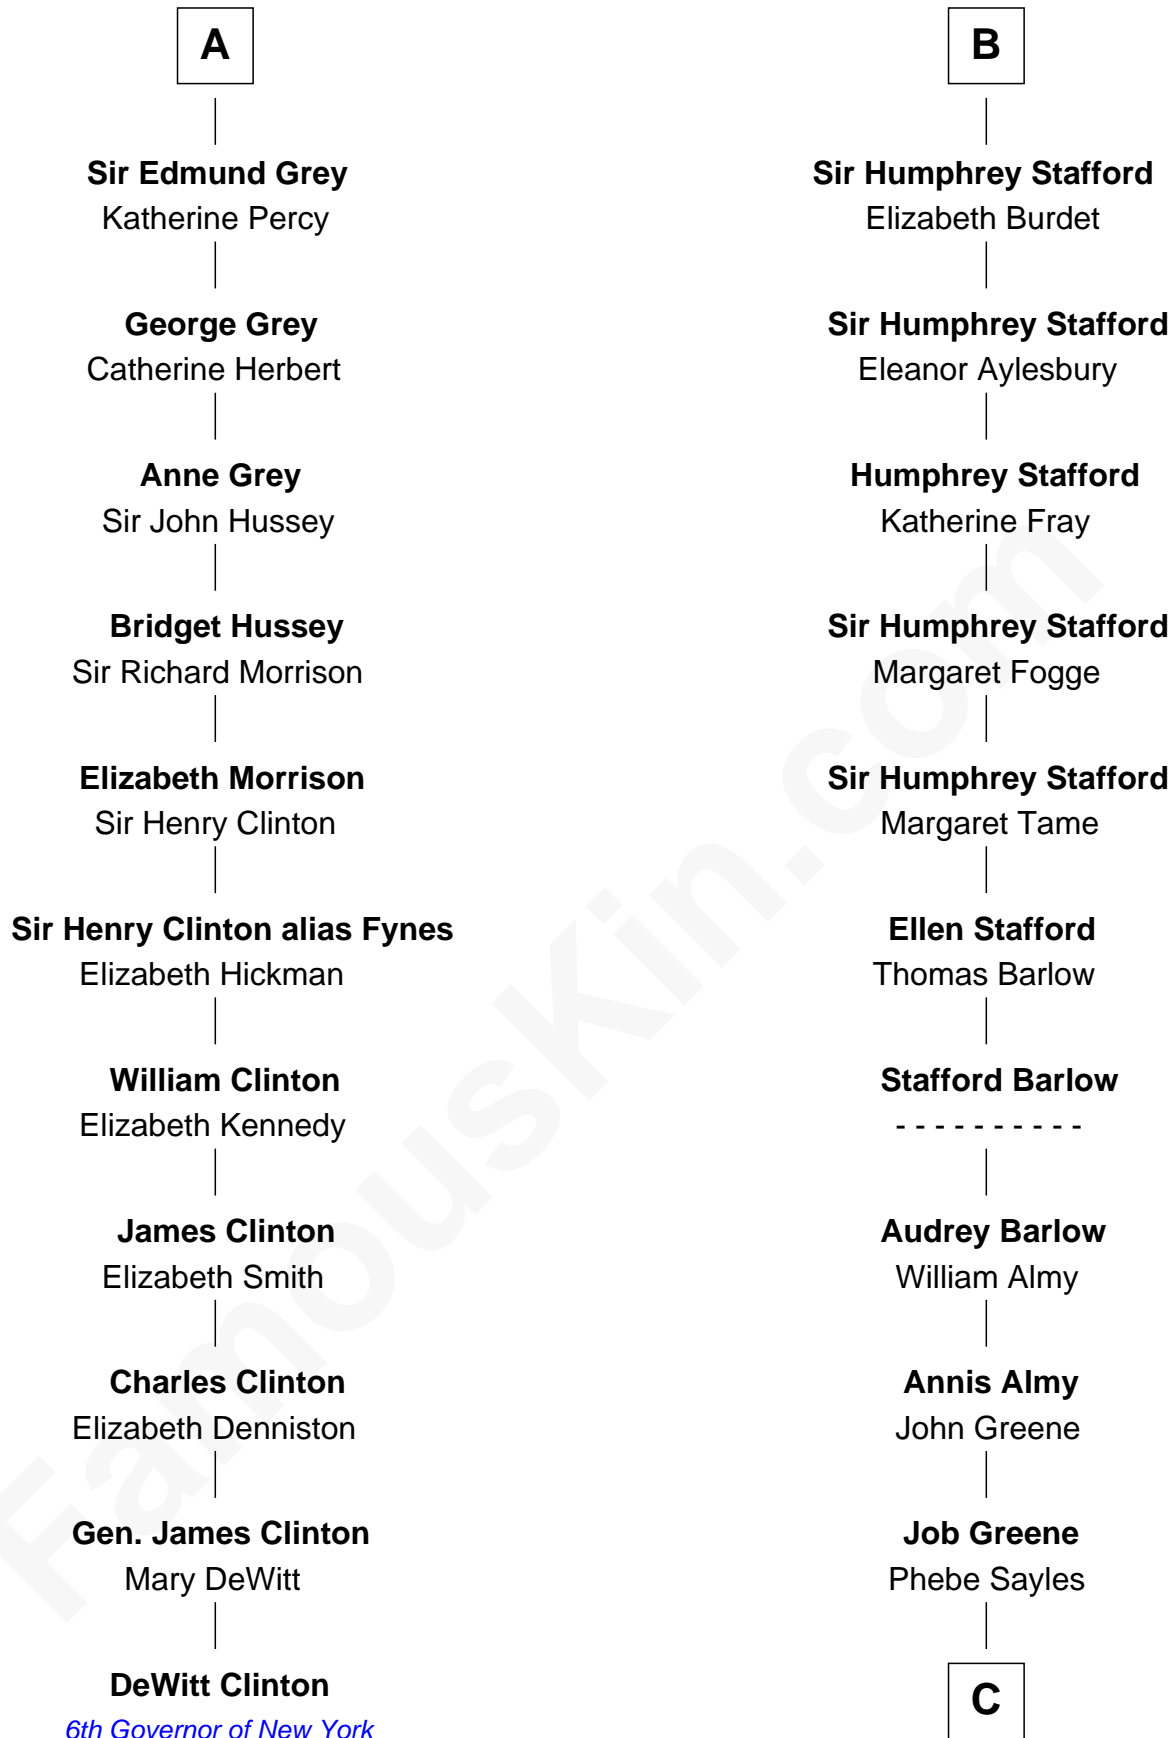 A
Sir Edmund Grey
Katherine Percy
George Grey
Catherine Herbert
Anne Grey
Sir John Hussey
Bridget Hussey
Sir Richard Morrison
Elizabeth Morrison
Sir Henry Clinton
Sir Henry Clinton alias Fynes
Elizabeth Hickman
William Clinton
Elizabeth Kennedy
James Clinton
Elizabeth Smith
Charles Clinton
Elizabeth Denniston
Gen. James Clinton
Mary DeWitt
DeWitt Clinton
6th Governor of New York
B
Sir Humphrey Stafford
Elizabeth Burdet
Sir Humphrey Stafford
Eleanor Aylesbury
Humphrey Stafford
Katherine Fray
Sir Humphrey Stafford
Margaret Fogge
Sir Humphrey Stafford
Margaret Tame
Ellen Stafford
Thomas Barlow
Stafford Barlow
- - - - - - - - - -
Audrey Barlow
William Almy
Annis Almy
John Greene
Job Greene
Phebe Sayles
C
FamousKin.com